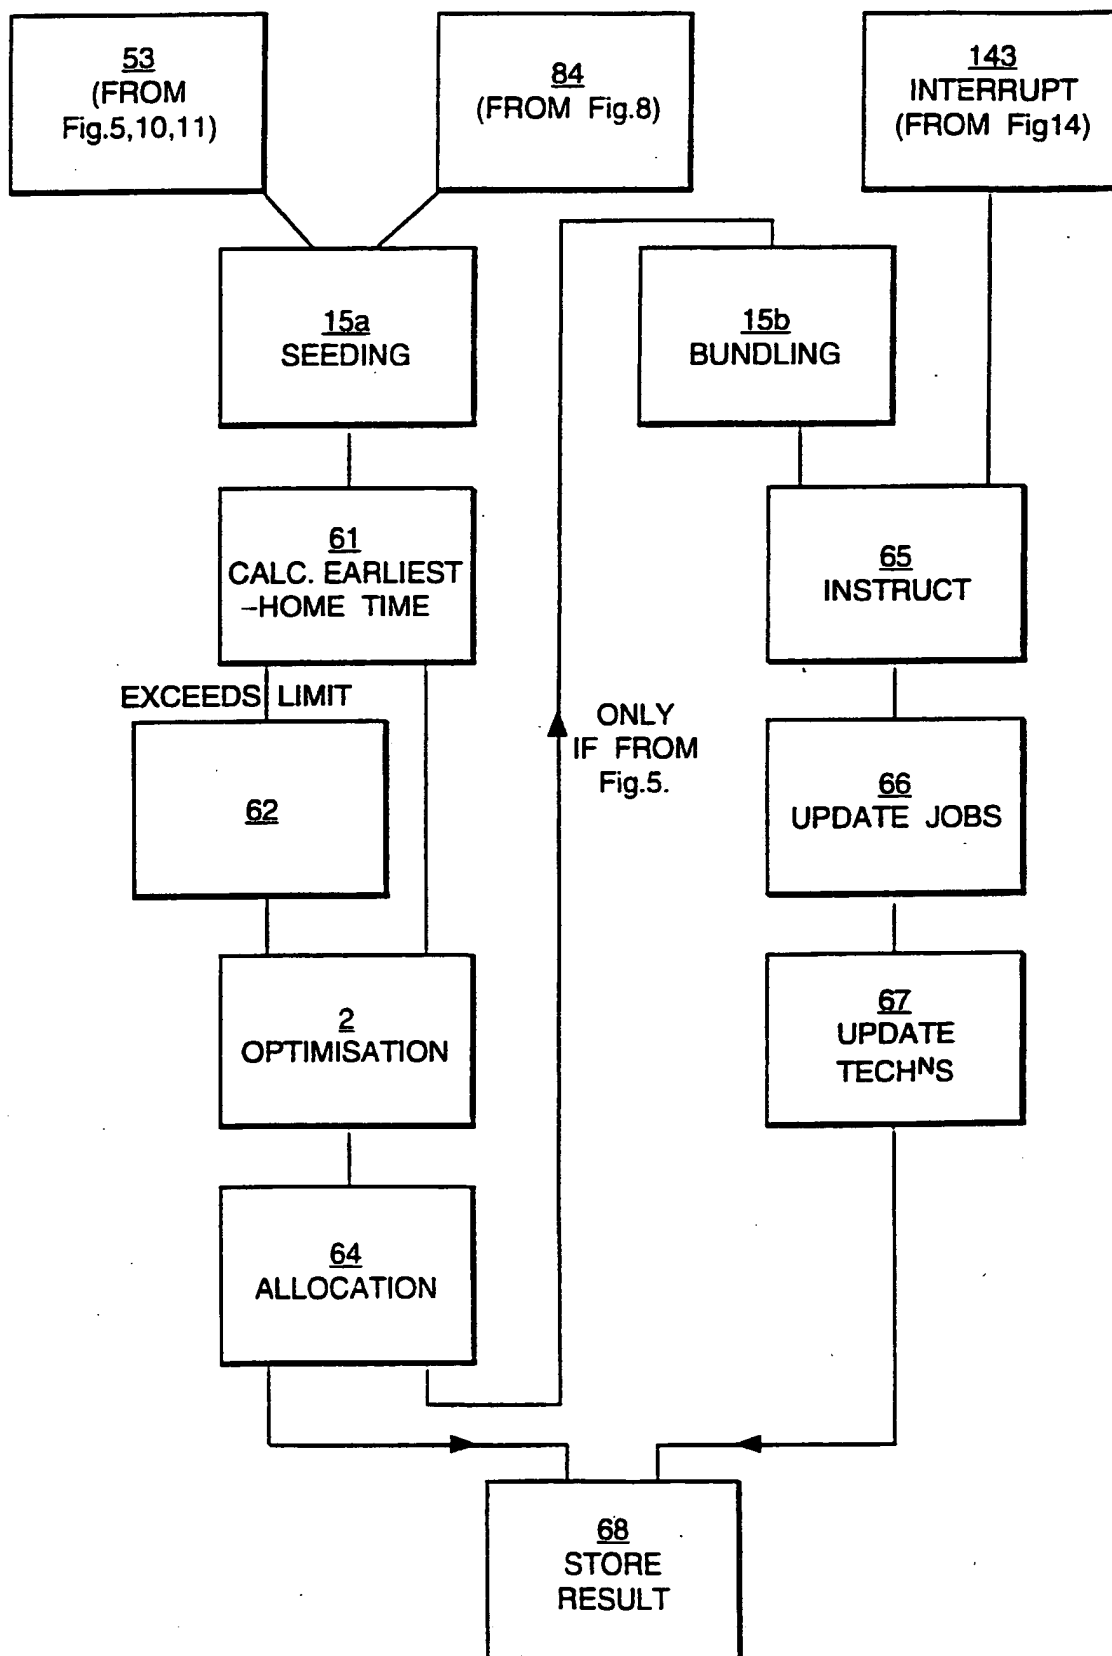 53
(FROM
Fig.5,10,11)
84
(FROM Fig.8)
143
INTERRUPT
(FROM Fig14)
15a
SEEDING
15b
BUNDLING
61
CALC. EARLIEST
-HOME TIME
65
INSTRUCT
EXCEEDS LIMIT
ONLY
IF FROM
Fig.5.
62
66
UPDATE JOBS
2
OPTIMISATION
67
UPDATE
TECHNS
64
ALLOCATION
68
STORE
RESULT